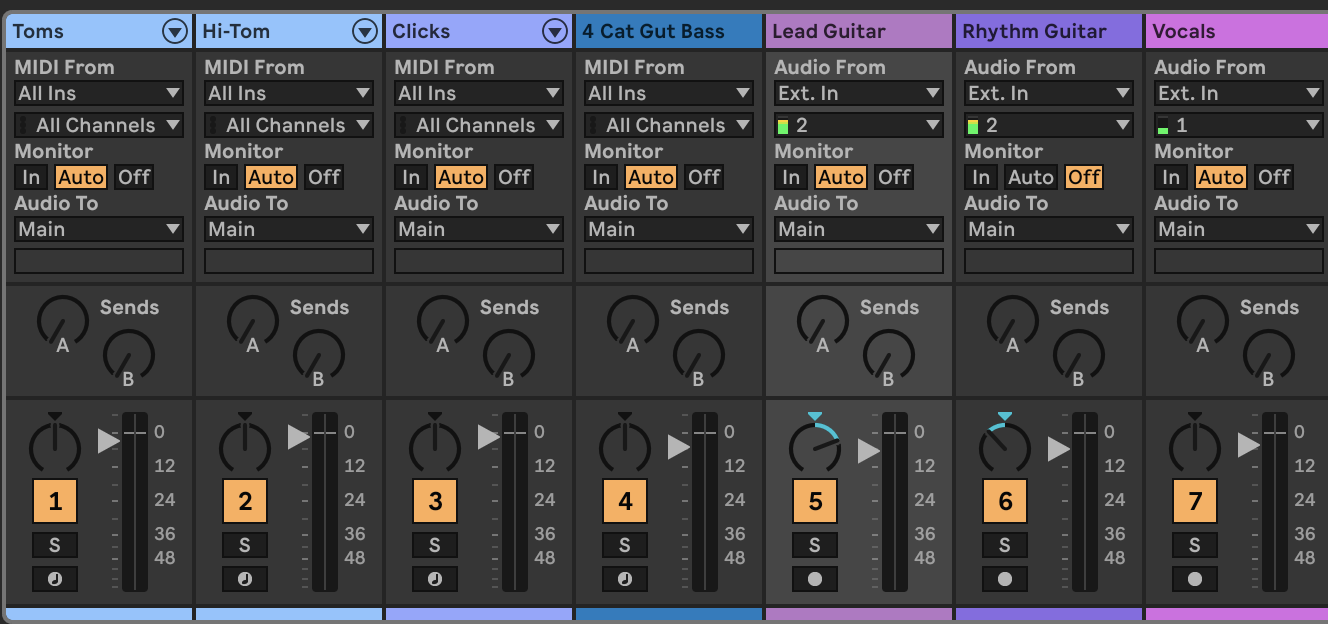 Toms Hi-Tom Clicks 4 Cat Gut Bass Lead Guitar Rhythm Guitar Vocals
MIDI From MIDI From MIDI From MIDI From Audio From Audio From Audio From
All Ins All Ins All Ins All Ins Ext. In Ext. In Ext. In
All Channels All Channels All Channels All Channels 2 2 1
Monitor Monitor Monitor Monitor Monitor Monitor Monitor
In Auto Off In Auto Off In Auto Off In Auto Off In Auto Off In Auto Off In Auto Off
Audio To Audio To Audio To Audio To Audio To Audio To Audio To
Main Main Main Main Main Main Main
Sends Sends Sends Sends Sends Sends Sends
A A A A A A A
B B B B B B B
0 0 0 0 0 0 0
12 12 12 12 12 12 12
1 24 2 24 3 24 4 24 5 24 6 24 7 24
36 36 36 36 36 36 36
S S S S S S S
48 48 48 48 48 48 48